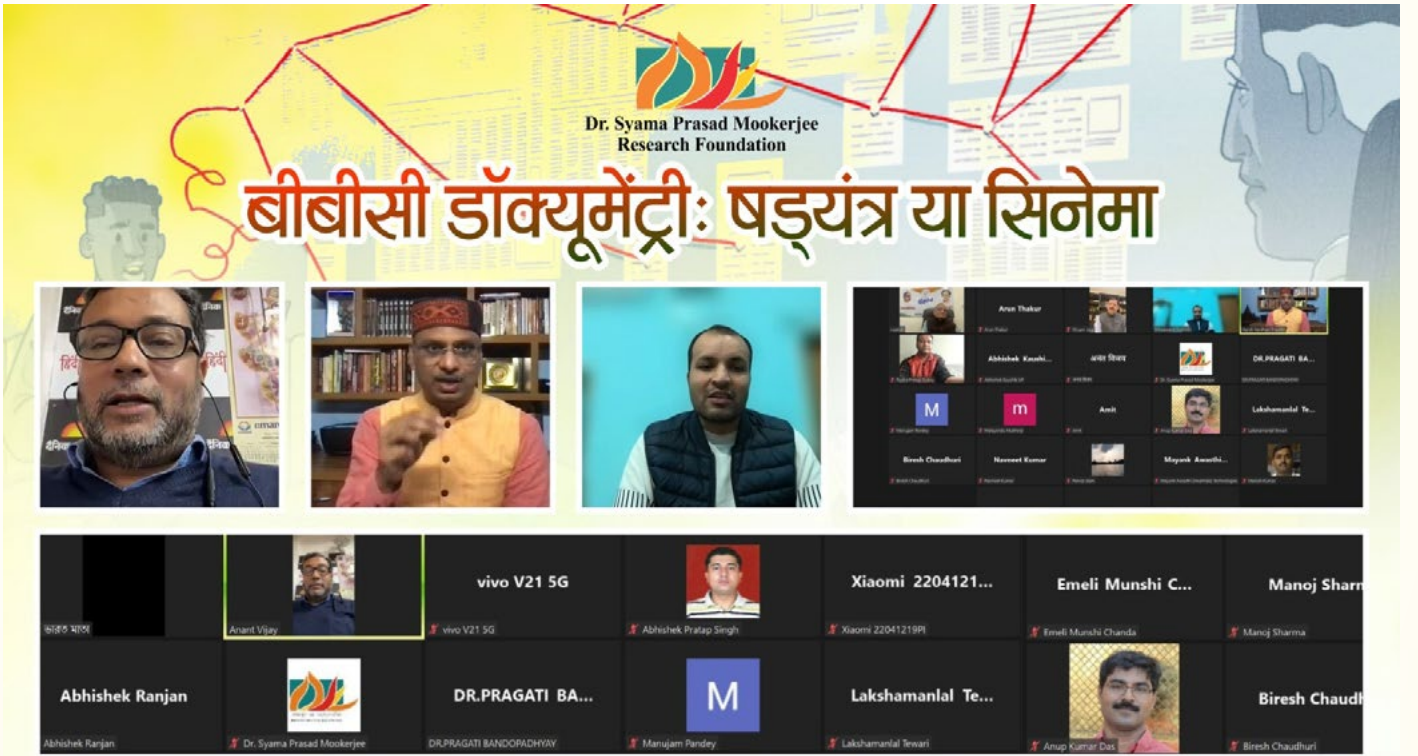 Dr. Syama Prasad Mookerjee
Research Foundation
बीबीसी डॉक्यूमेंट्री: षड्यंत्र या सिनेमा
Arun Thakur
Abhishek Kaushi...
अनंत विजय
DR.PRAGATI BA...
M
m
Amit
Lakshamanlal Te...
Biresh Chaudhuri
Navneet Kumar
Mayank Awasthi...
vivo V21 5G
Xiaomi 2204121...
Emeli Munshi C...
Manoj Sharm
ভারত মাতা
Anant Vijay
vivo V21 5G
Abhishek Pratap Singh
Xiaomi 22041219PI
Emeli Munshi Chanda
Manoj Sharma
Abhishek Ranjan
DR.PRAGATI BA...
M
Lakshamanlal Te...
Biresh Chaudh
Abhishek Ranjan
Dr. Syama Prasad Mookerjee
DR.PRAGATI BANDOPADHYAY
Manujam Pandey
Lakshamanlal Tewari
Anup Kumar Das
Biresh Chaudhuri